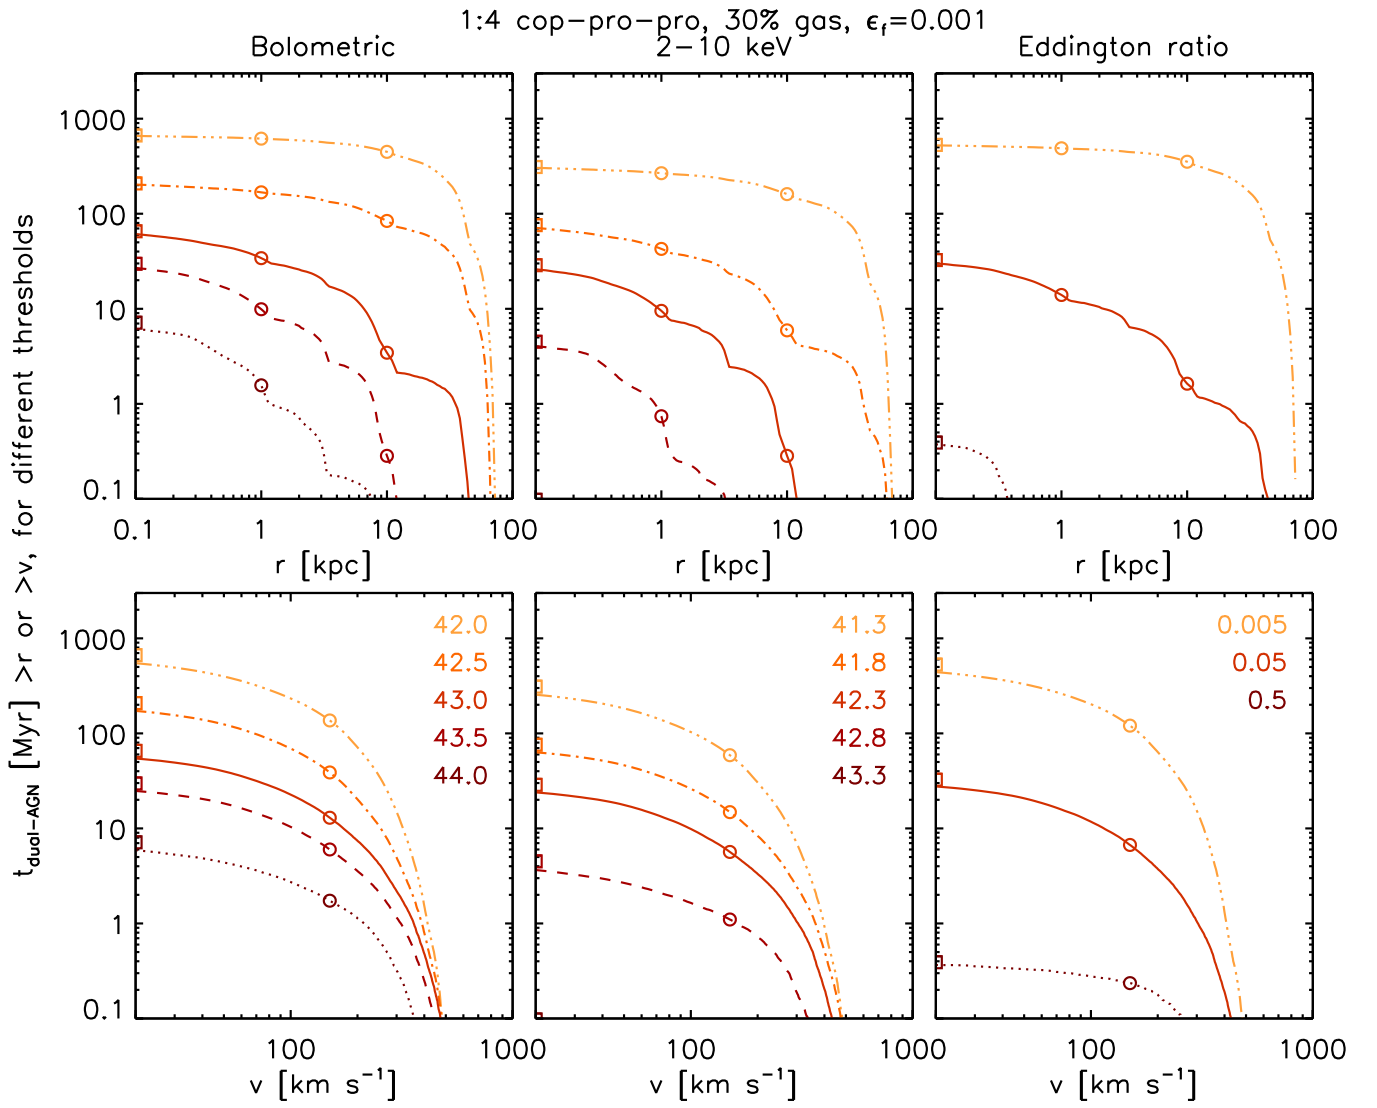 1:4 cop-pro-pro, 30% gas, ϵf=0.001
Bolometric
2-10 keV
Eddington ratio
t dual-AGN [Myr] >r or >v, for different thresholds
1000
100
10
1
0.1
0.1 1 10 100 1 10 100 1 10 100
r [kpc]
r [kpc]
r [kpc]
1000
100
10
1
0.1
42.0
42.5
43.0
43.5
44.0
41.3
41.8
42.3
42.8
43.3
0.005
0.05
0.5
100 1000 100 1000 100 1000
v [km s⁻¹]
v [km s⁻¹]
v [km s⁻¹]